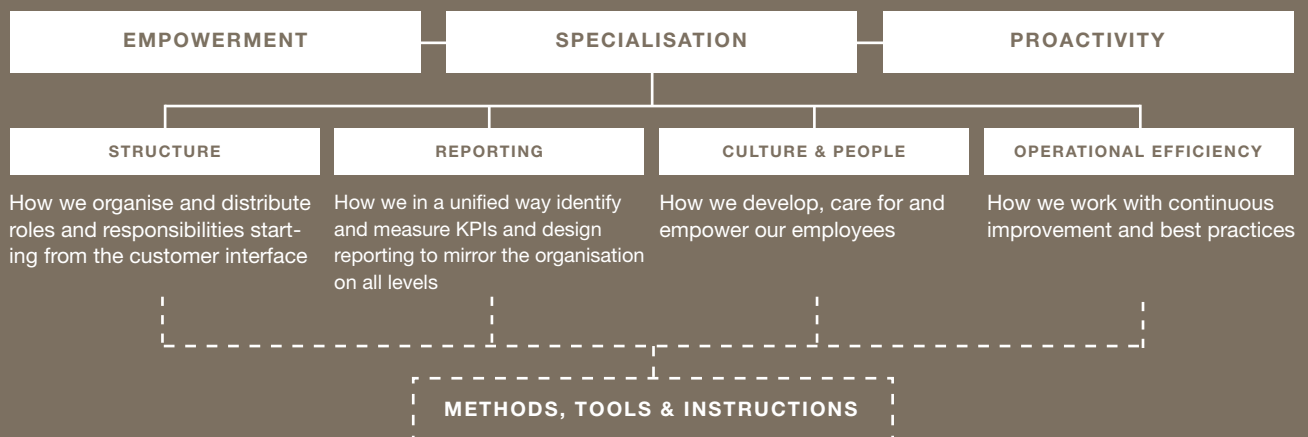 EMPOWERMENT
SPECIALISATION
PROACTIVITY
STRUCTURE
REPORTING
CULTURE & PEOPLE
OPERATIONAL EFFICIENCY
How we organise and distribute
roles and responsibilities start-
ing from the customer interface
How we in a unified way identify
and measure KPIs and design
reporting to mirror the organisation
on all levels
How we develop, care for and
empower our employees
How we work with continuous
improvement and best practices
METHODS, TOOLS & INSTRUCTIONS